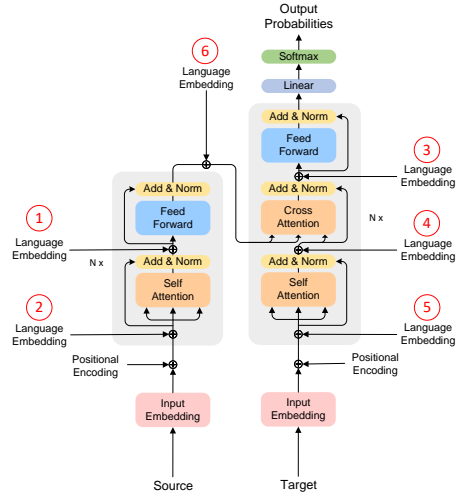 Output
Probabilities
Softmax
Linear
Add & Norm
Feed
Forward
3
Language
Embedding
Add & Norm
Cross
Attention
N x
4
Language
Embedding
Add & Norm
Self
Attention
5
Language
Embedding
Positional
Encoding
Input
Embedding
Target
6
Language
Embedding
Add & Norm
Feed
Forward
1
Language
Embedding
N x
Add & Norm
Self
Attention
2
Language
Embedding
Positional
Encoding
Input
Embedding
Source